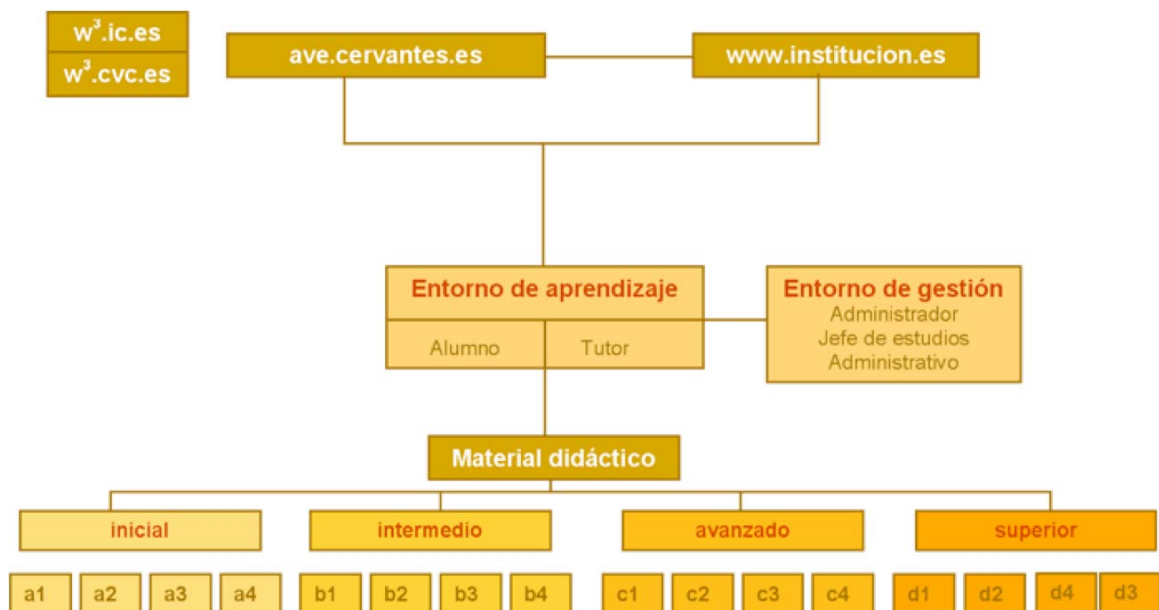 w³.ic.es
w³.cvc.es
ave.cervantes.es
www.institucion.es
Entorno de aprendizaje
Alumno
Tutor
Entorno de gestión
Administrador
Jefe de estudios
Administrativo
Material didáctico
inicial
intermedio
avanzado
superior
a1
a2
a3
a4
b1
b2
b3
b4
c1
c2
c3
c4
d1
d2
d4
d3